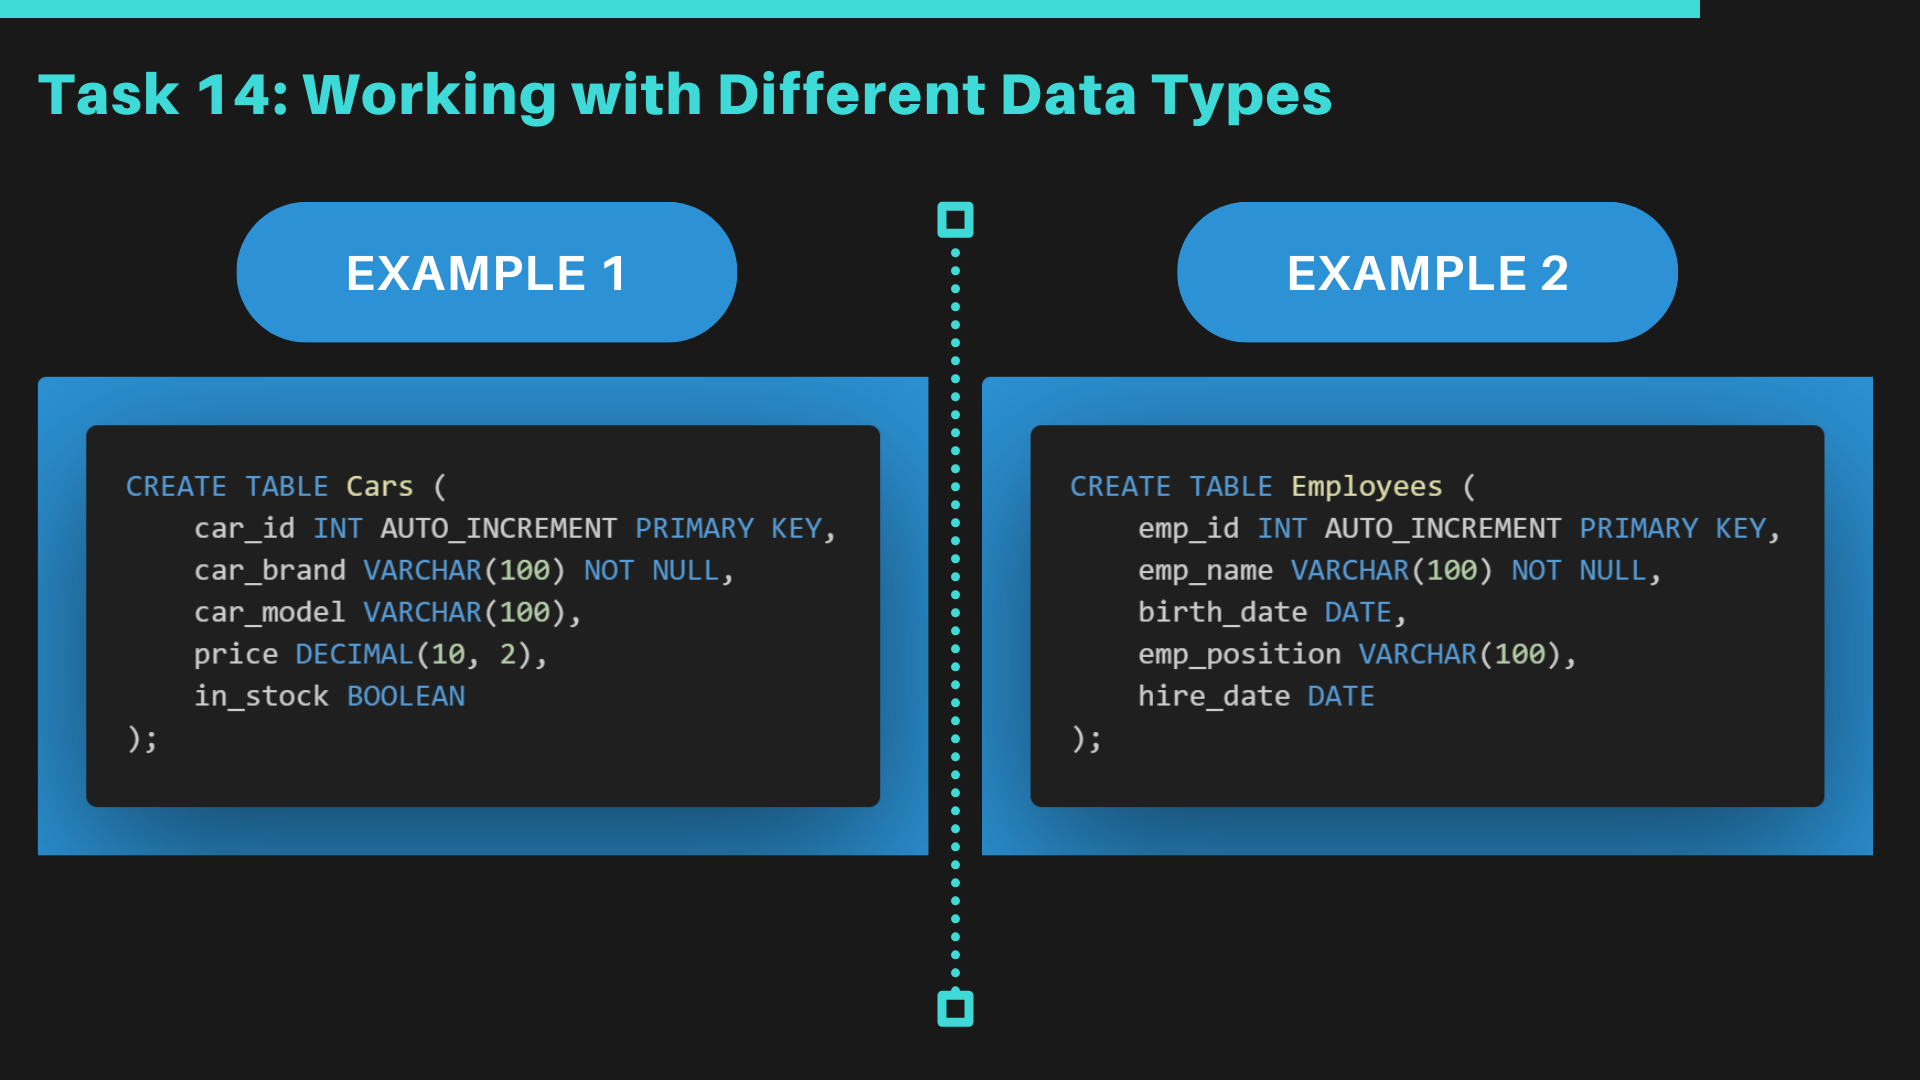 Task 14: Working with Different Data Types
EXAMPLE 1
CREATE TABLE Cars (
    car_id INT AUTO_INCREMENT PRIMARY KEY,
    car_brand VARCHAR(100) NOT NULL,
    car_model VARCHAR(100),
    price DECIMAL(10, 2),
    in_stock BOOLEAN
);
EXAMPLE 2
CREATE TABLE Employees (
    emp_id INT AUTO_INCREMENT PRIMARY KEY,
    emp_name VARCHAR(100) NOT NULL,
    birth_date DATE,
    emp_position VARCHAR(100),
    hire_date DATE
);